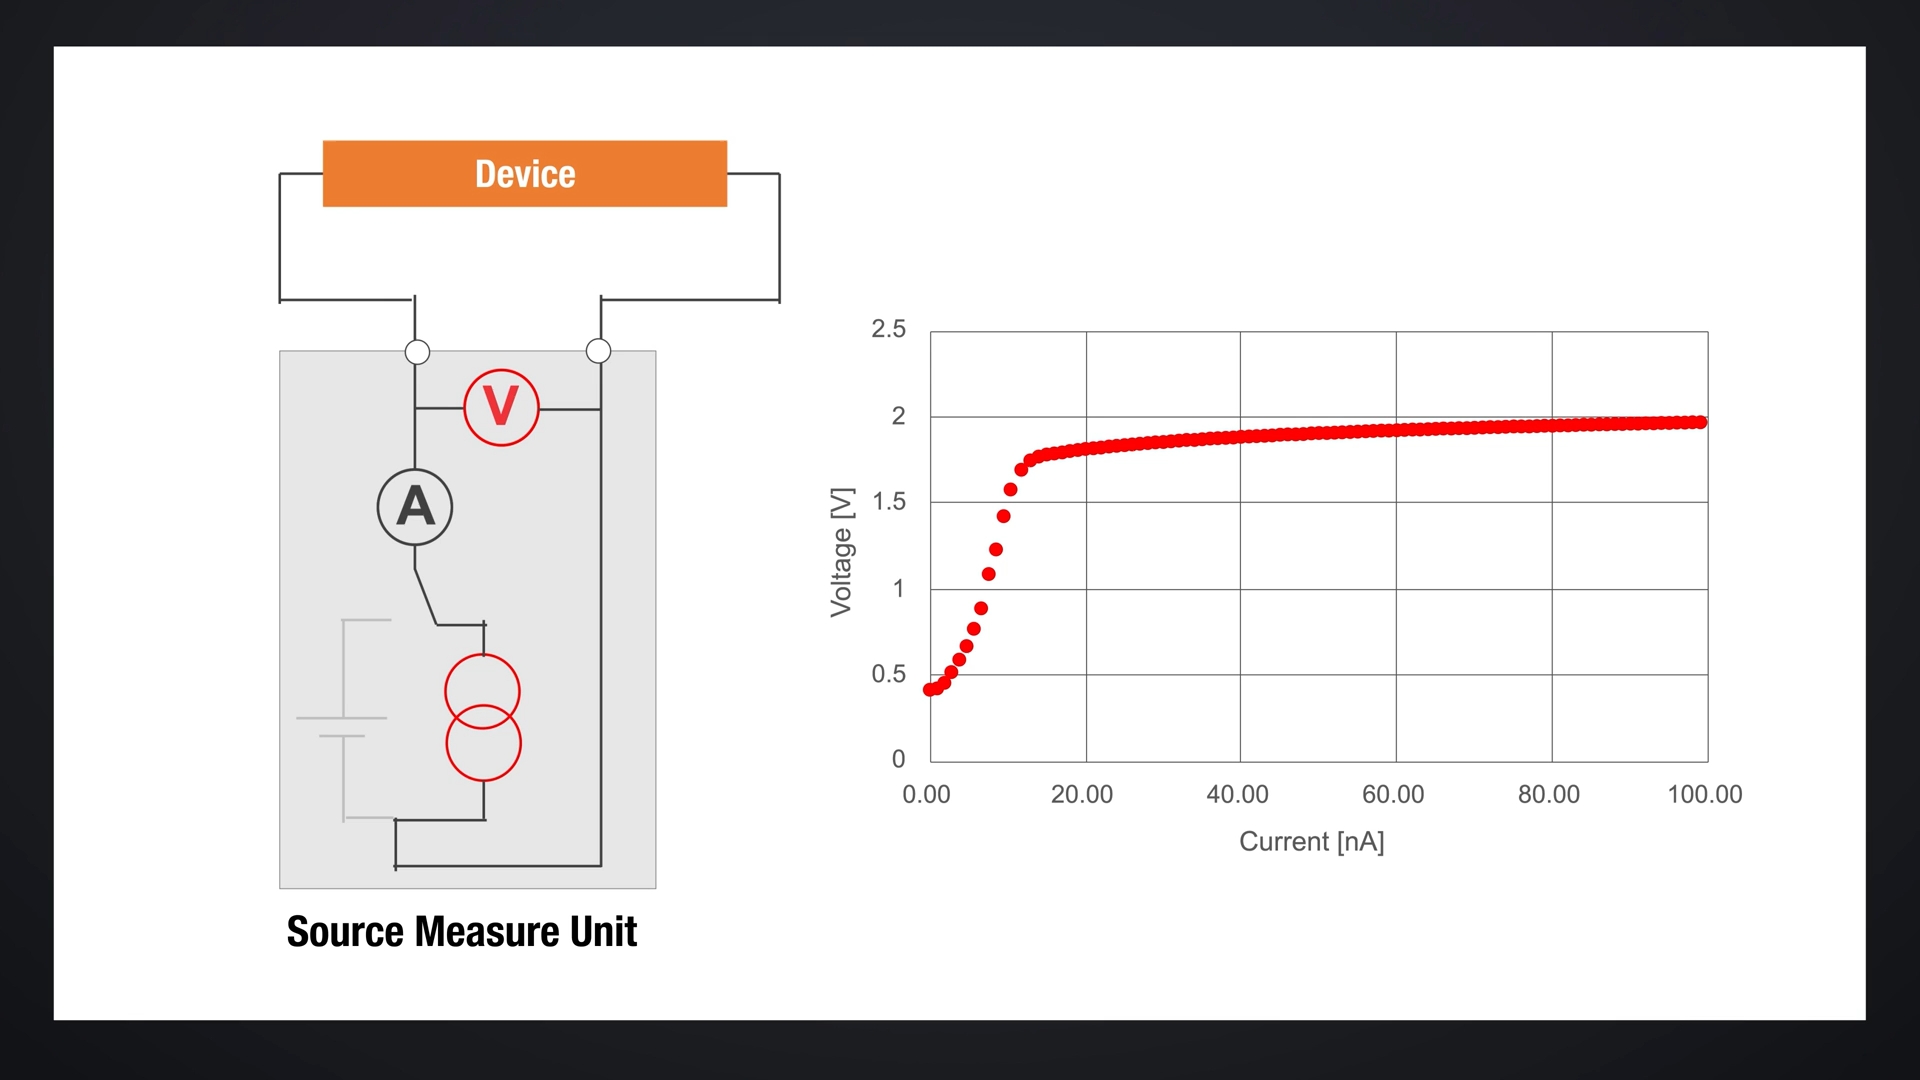 Device
V
A
Source Measure Unit
2.5
2
1.5
1
0.5
0
Voltage [V]
0.00 20.00 40.00 60.00 80.00 100.00
Current [nA]